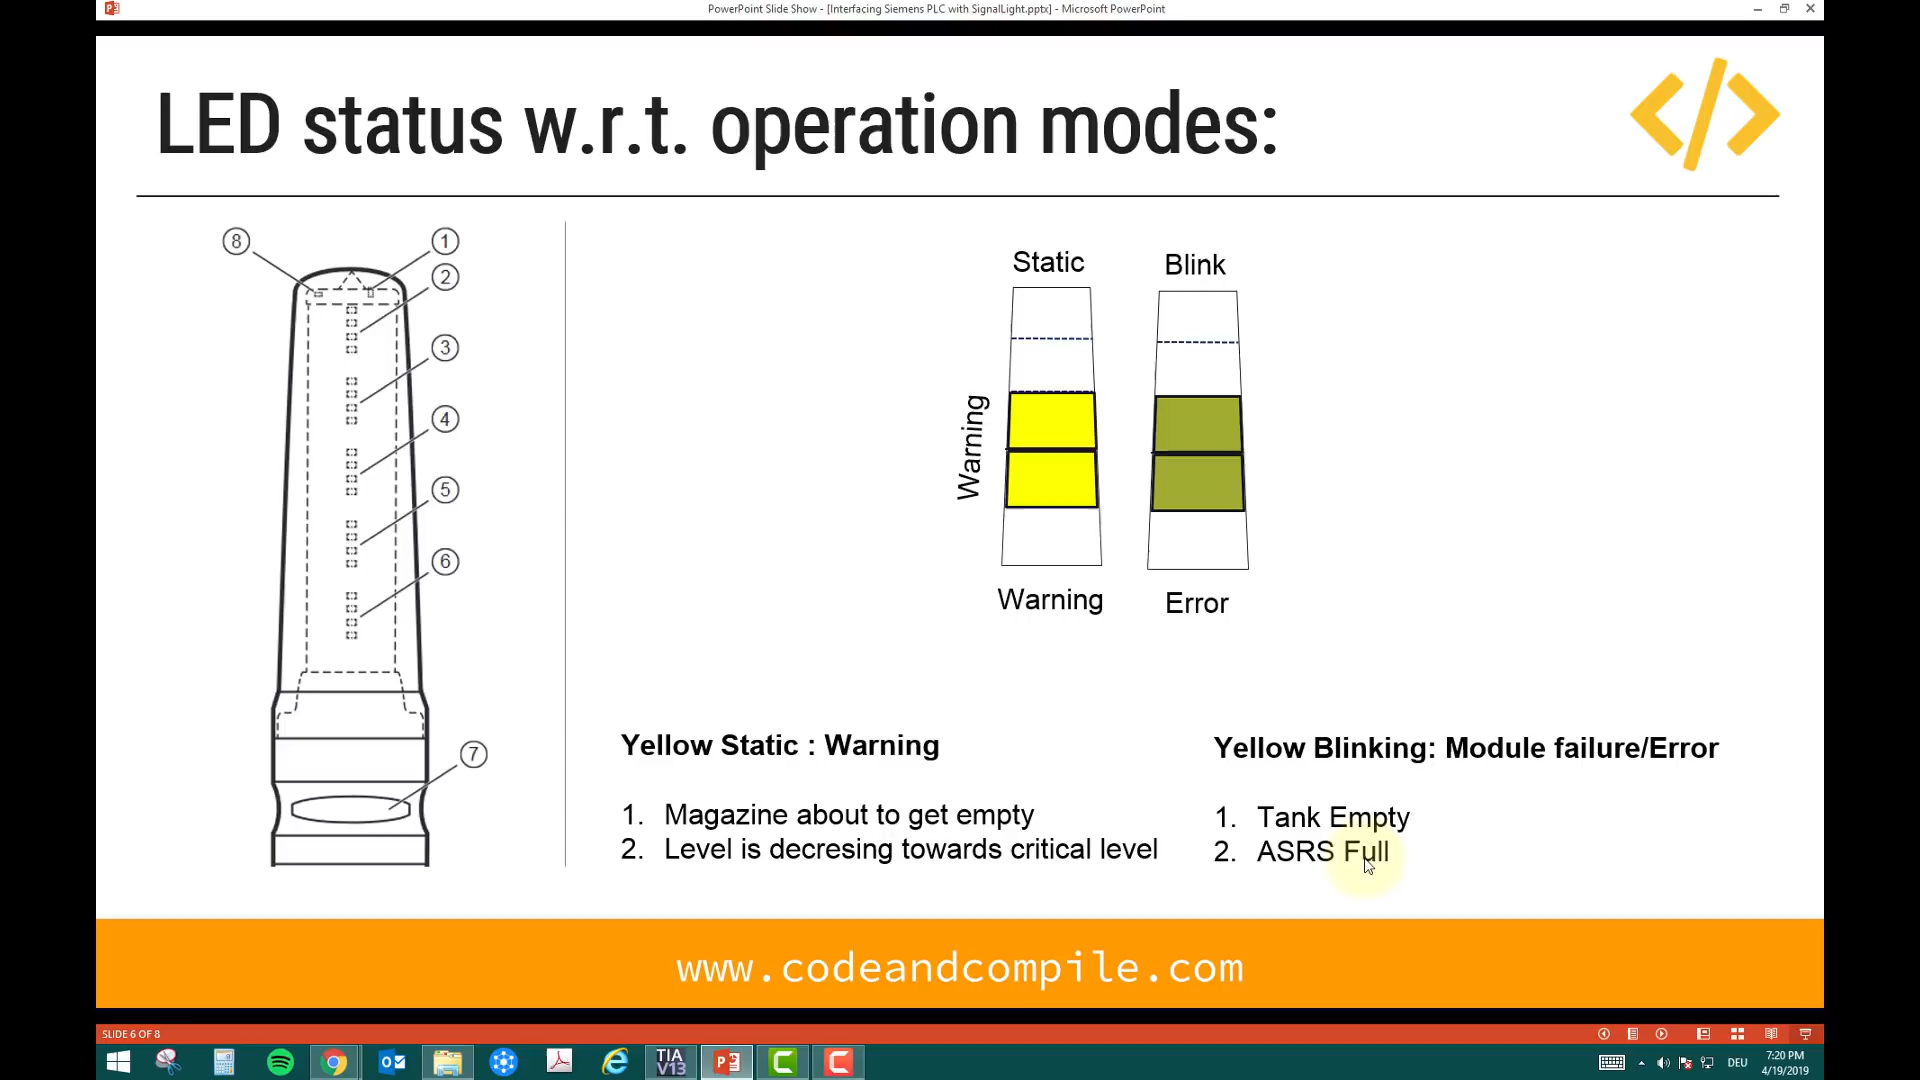 PowerPoint Slide Show - [Interfacing Siemens PLC with SignalLight.pptx] - Microsoft PowerPoint
LED status w.r.t. operation modes:
</>
8
1
2
3
4
5
6
7
Static
Blink
Warning
Warning
Error
Yellow Static : Warning
1. Magazine about to get empty
2. Level is decresing towards critical level
Yellow Blinking: Module failure/Error
1. Tank Empty
2. ASRS Full
www.codeandcompile.com
SLIDE 6 OF 8
TIA
V13
DEU
7:20 PM
4/19/2019